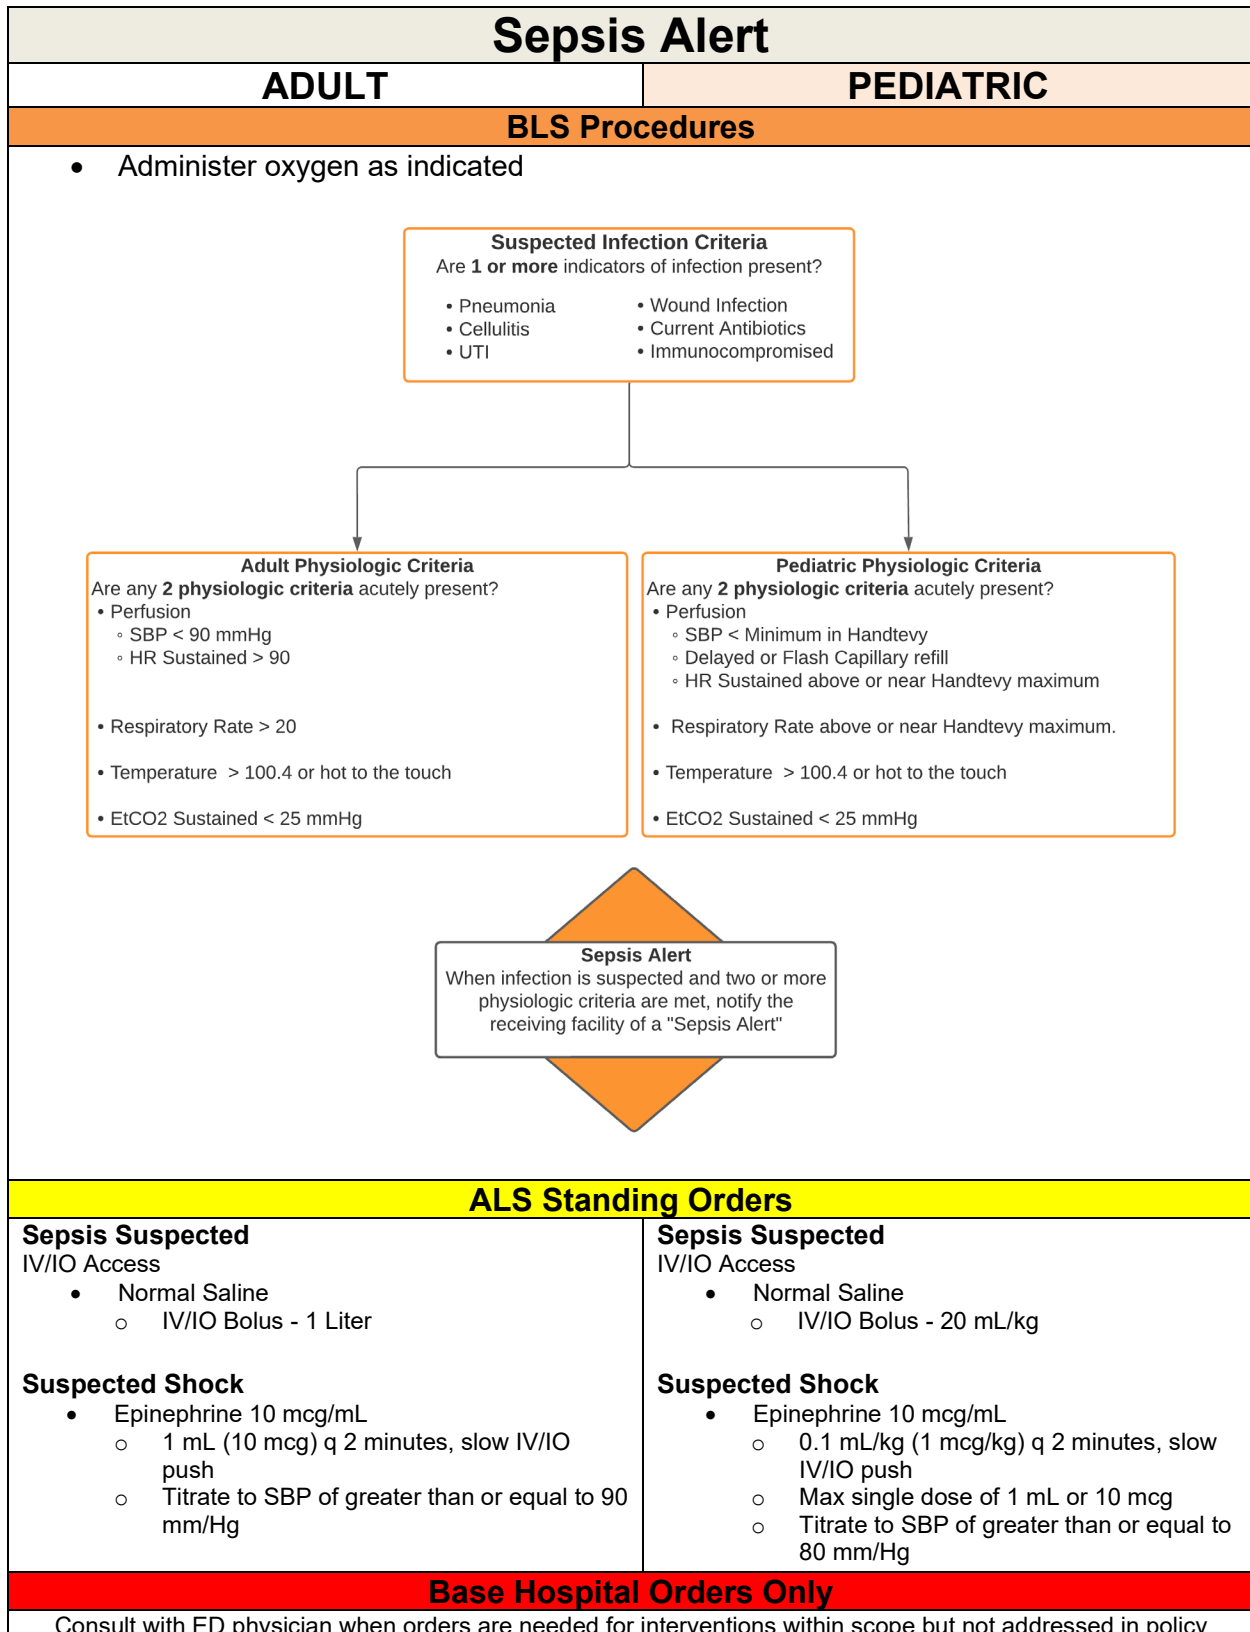 Sepsis Alert
ADULT
PEDIATRIC
BLS Procedures
• Administer oxygen as indicated
Suspected Infection Criteria
Are 1 or more indicators of infection present?
• Pneumonia
• Cellulitis
• UTI
• Wound Infection
• Current Antibiotics
• Immunocompromised
Adult Physiologic Criteria
Are any 2 physiologic criteria acutely present?
• Perfusion
◦ SBP < 90 mmHg
◦ HR Sustained > 90
• Respiratory Rate > 20
• Temperature > 100.4 or hot to the touch
• EtCO2 Sustained < 25 mmHg
Pediatric Physiologic Criteria
Are any 2 physiologic criteria acutely present?
• Perfusion
◦ SBP < Minimum in Handtevy
◦ Delayed or Flash Capillary refill
◦ HR Sustained above or near Handtevy maximum
• Respiratory Rate above or near Handtevy maximum.
• Temperature > 100.4 or hot to the touch
• EtCO2 Sustained < 25 mmHg
Sepsis Alert
When infection is suspected and two or more
physiologic criteria are met, notify the
receiving facility of a "Sepsis Alert"
ALS Standing Orders
Sepsis Suspected
IV/IO Access
• Normal Saline
o IV/IO Bolus - 1 Liter
Suspected Shock
• Epinephrine 10 mcg/mL
o 1 mL (10 mcg) q 2 minutes, slow IV/IO
push
o Titrate to SBP of greater than or equal to 90
mm/Hg
Sepsis Suspected
IV/IO Access
• Normal Saline
o IV/IO Bolus - 20 mL/kg
Suspected Shock
• Epinephrine 10 mcg/mL
o 0.1 mL/kg (1 mcg/kg) q 2 minutes, slow
IV/IO push
o Max single dose of 1 mL or 10 mcg
o Titrate to SBP of greater than or equal to
80 mm/Hg
Base Hospital Orders Only
Consult with ED physician when orders are needed for interventions within scope but not addressed in policy